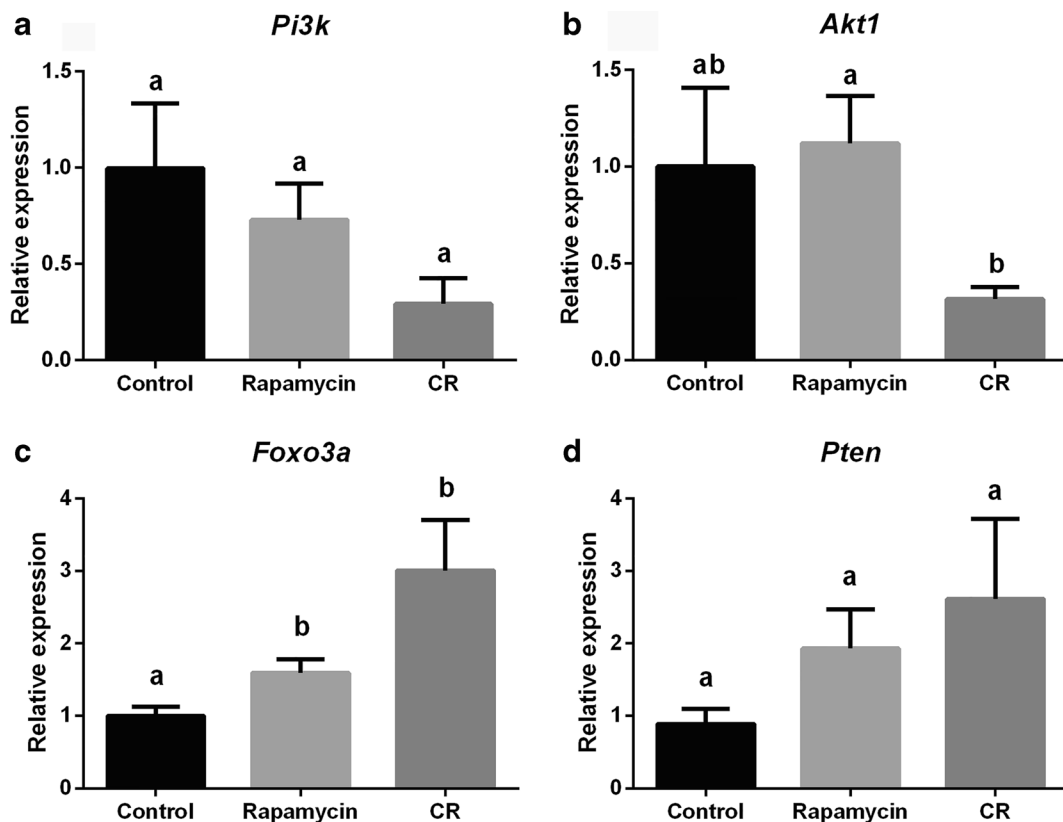 a
Pi3k
Relative expression
1.5
1.0
0.5
0.0
a
a
a
Control
Rapamycin
CR
b
Akt1
Relative expression
1.5
1.0
0.5
0.0
ab
a
b
Control
Rapamycin
CR
c
Foxo3a
Relative expression
4
3
2
1
0
a
b
b
Control
Rapamycin
CR
d
Pten
Relative expression
4
3
2
1
0
a
a
a
Control
Rapamycin
CR